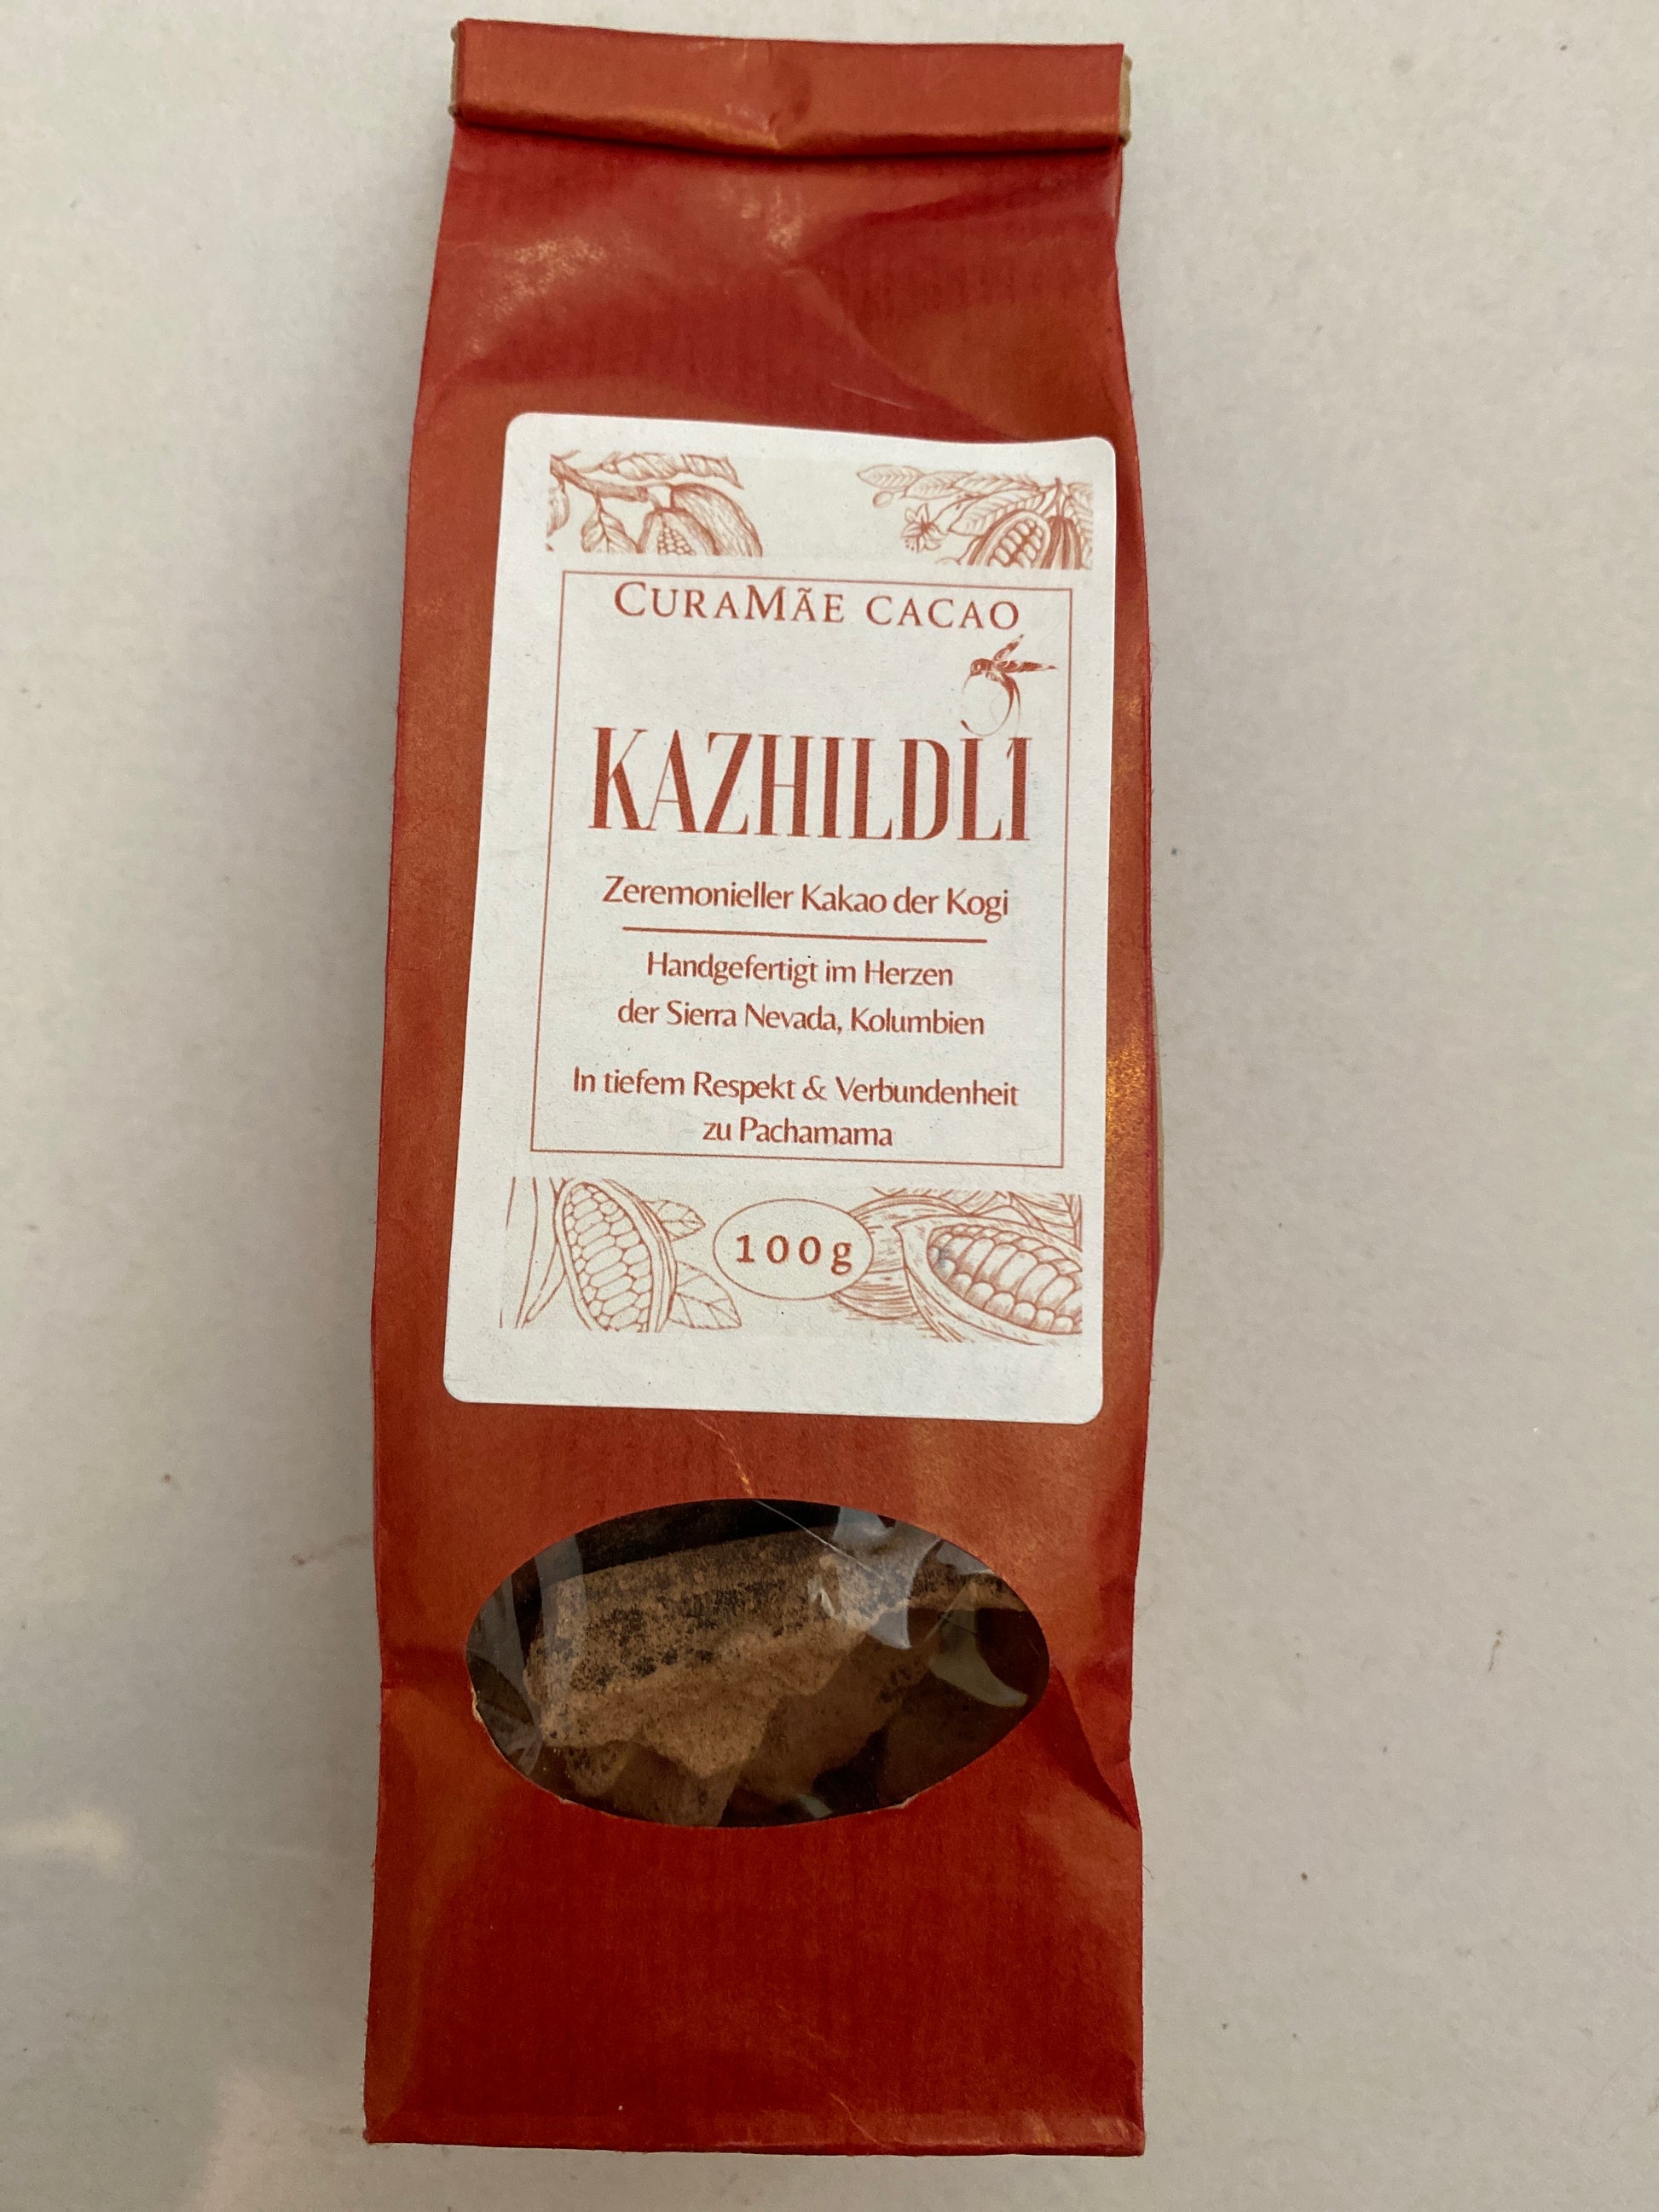 CURAMÃE CACAO
KAZHILDL1
Zeremonieller Kakao der Kogi
Handgefertigt im Herzen
der Sierra Nevada, Kolumbien
In tiefem Respekt & Verbundenheit
zu Pachamama
100g